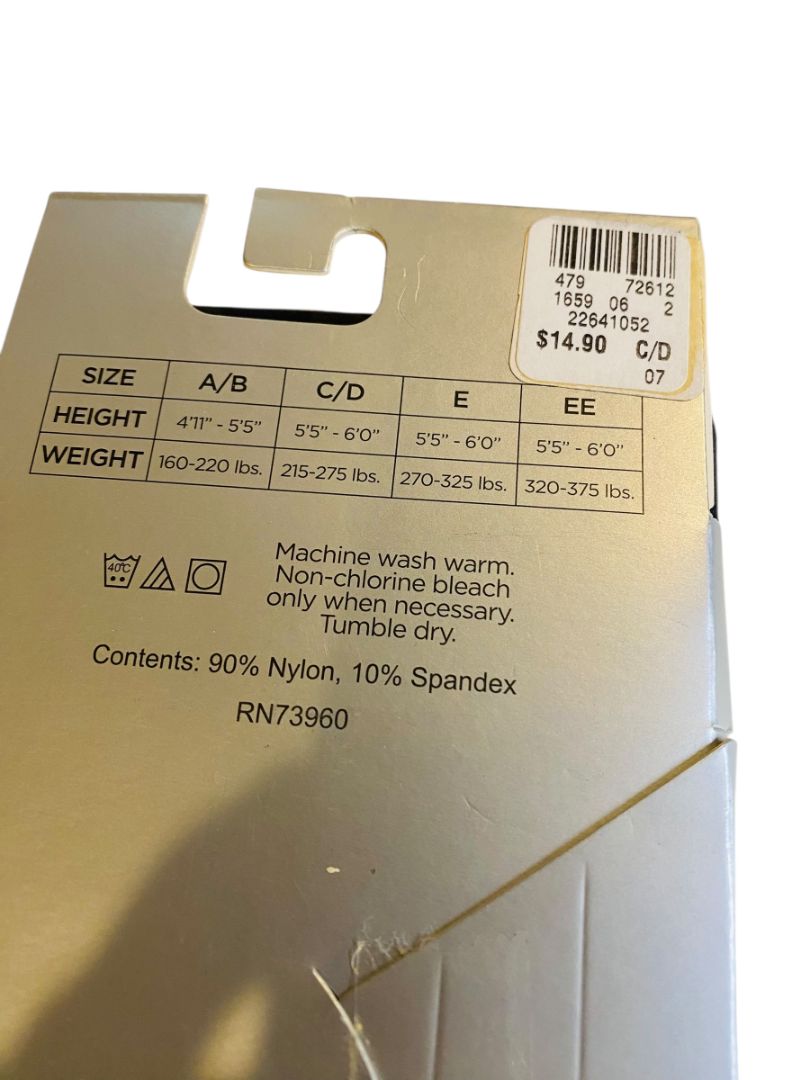 479 72612
1659 06 2
22641052
$14.90 C/D
07
SIZE A/B C/D E EE
HEIGHT 4'11" - 5'5" 5'5" - 6'0" 5'5" - 6'0" 5'5" - 6'0"
WEIGHT 160-220 lbs. 215-275 lbs. 270-325 lbs. 320-375 lbs.
40°C
Machine wash warm.
Non-chlorine bleach
only when necessary.
Tumble dry.
Contents: 90% Nylon, 10% Spandex
RN73960